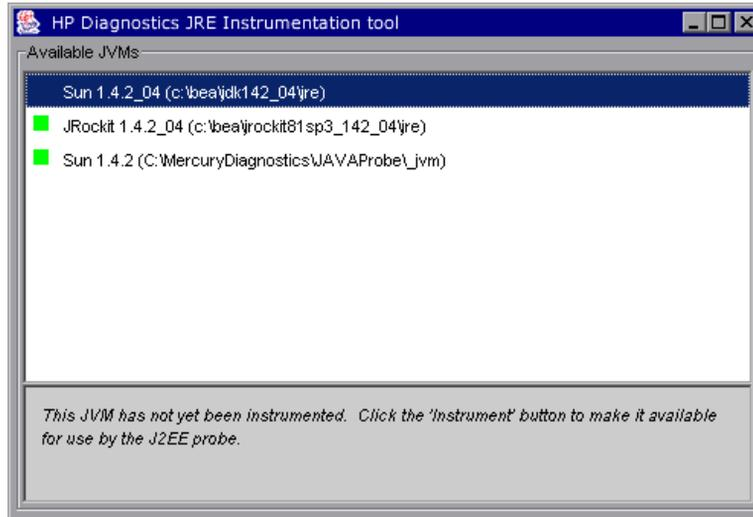 HP Diagnostics JRE Instrumentation tool
Available JVMs
Sun 1.4.2_04 (c:\bea\jdk142_04\jre)
JRockit 1.4.2_04 (c:\bea\jrockit81sp3_142_04\jre)
Sun 1.4.2 (C:\MercuryDiagnostics\JAVAProbe\_jvm)
This JVM has not yet been instrumented.  Click the 'Instrument' button to make it available
for use by the J2EE probe.